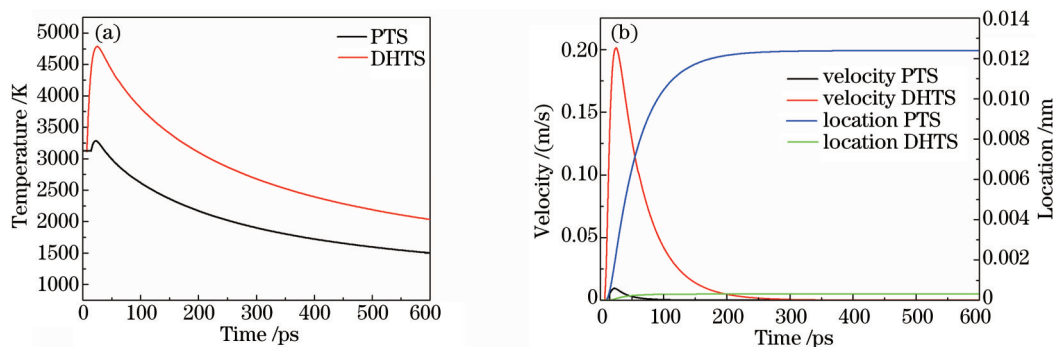 (a)
PTS
DHTS
5000
4750
4500
4000
3500
3000
2500
2000
1500
1000
Temperature /K
0
100
200
300
400
500
600
Time /ps
(b)
velocity PTS
velocity DHTS
location PTS
location DHTS
0.20
0.15
0.10
0.05
0
Velocity /(m/s)
0.014
0.012
0.010
0.008
0.006
0.004
0.002
0
Location /nm
0
100
200
300
400
500
600
Time /ps